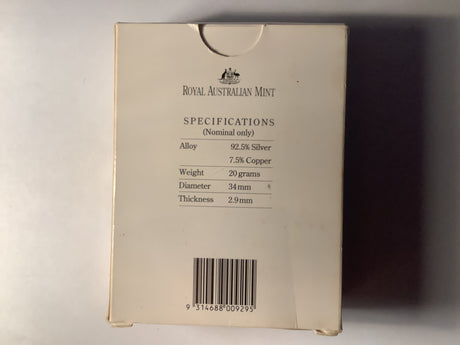 ROYAL AUSTRALIAN MINT
SPECIFICATIONS
(Nominal only)
Alloy 92.5% Silver
7.5% Copper
Weight 20 grams
Diameter 34mm
Thickness 2.9mm
9 314688 009295